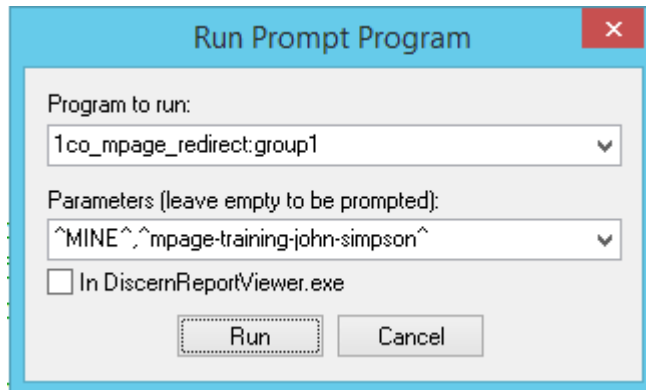 Run Prompt Program
Program to run:
1co_mpage_redirect:group1
Parameters (leave empty to be prompted):
^MINE^,^mpage-training-john-simpson^
In DiscernReportViewer.exe
Run Cancel